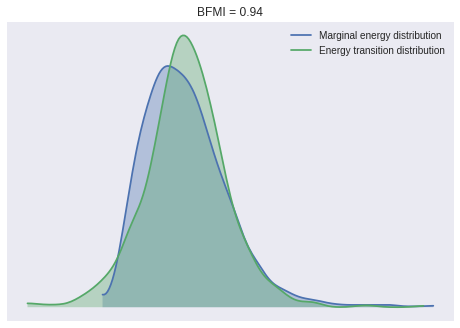 BFMI = 0.94
Marginal energy distribution
Energy transition distribution